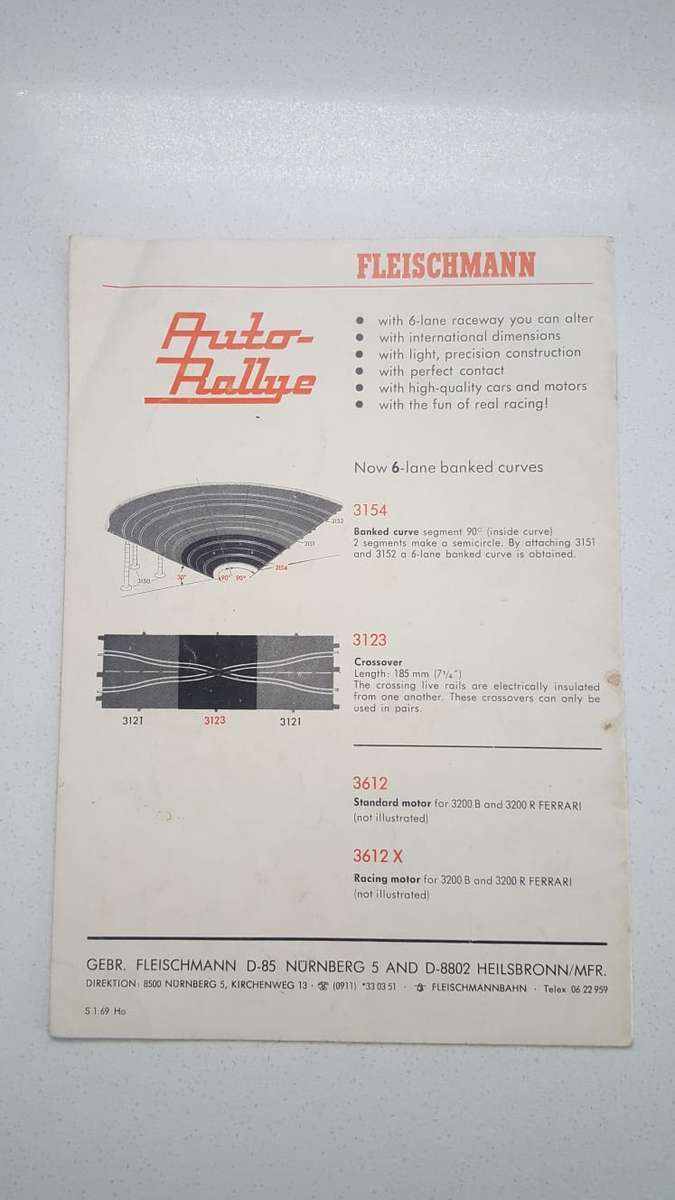 FLEISCHMANN
Auto-
Rallye
● with 6-lane raceway you can alter
● with international dimensions
● with light, precision construction
● with perfect contact
● with high-quality cars and motors
● with the fun of real racing!
Now 6-lane banked curves
3154
Banked curve segment 90° (inside curve)
2 segments make a semicircle. By attaching 3151
and 3152 a 6-lane banked curve is obtained.
3152
3151
3154
3150
30°
90°
90°
3123
Crossover
Length: 185 mm (7¼")
The crossing live rails are electrically insulated
from one another. These crossovers can only be
used in pairs.
3121 3123 3121
3612
Standard motor for 3200 B and 3200 R FERRARI
(not illustrated)
3612 X
Racing motor for 3200 B and 3200 R FERRARI
(not illustrated)
GEBR. FLEISCHMANN D-85 NÜRNBERG 5 AND D-8802 HEILSBRONN/MFR.
DIREKTION: 8500 NÜRNBERG 5, KIRCHENWEG 13 · ☎ (0911) *33 03 51 · FLEISCHMANNBAHN · Telex 06 22 959
S 1.69 Ho